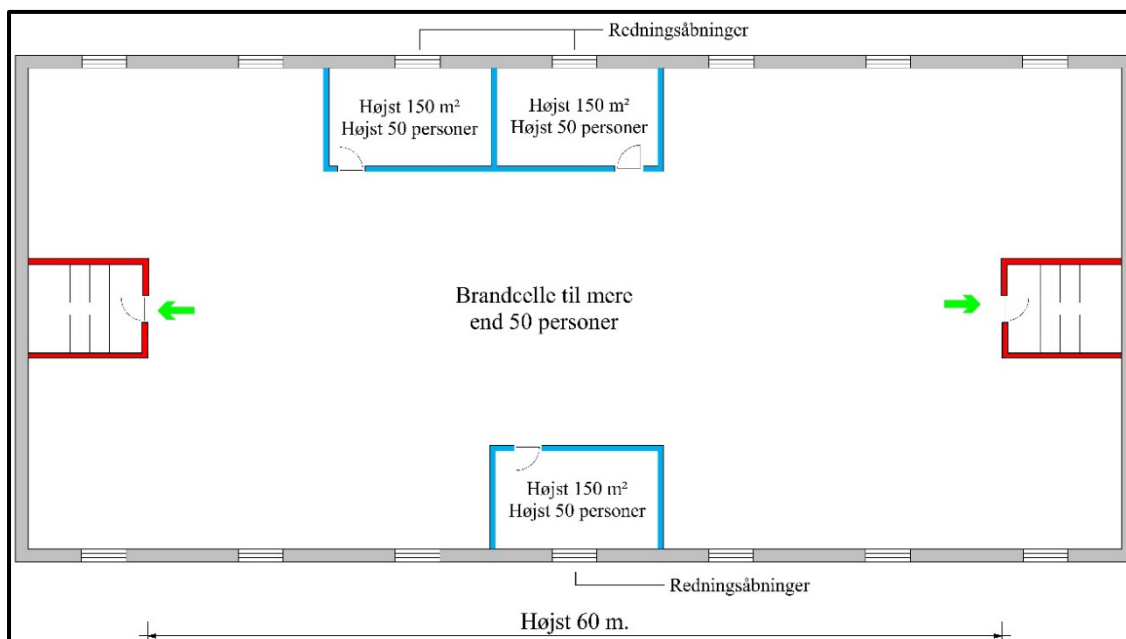 Redningsåbninger
Højst 150 m²
Højst 50 personer
Højst 150 m²
Højst 50 personer
Brandcelle til mere
end 50 personer
Højst 150 m²
Højst 50 personer
Redningsåbninger
Højst 60 m.